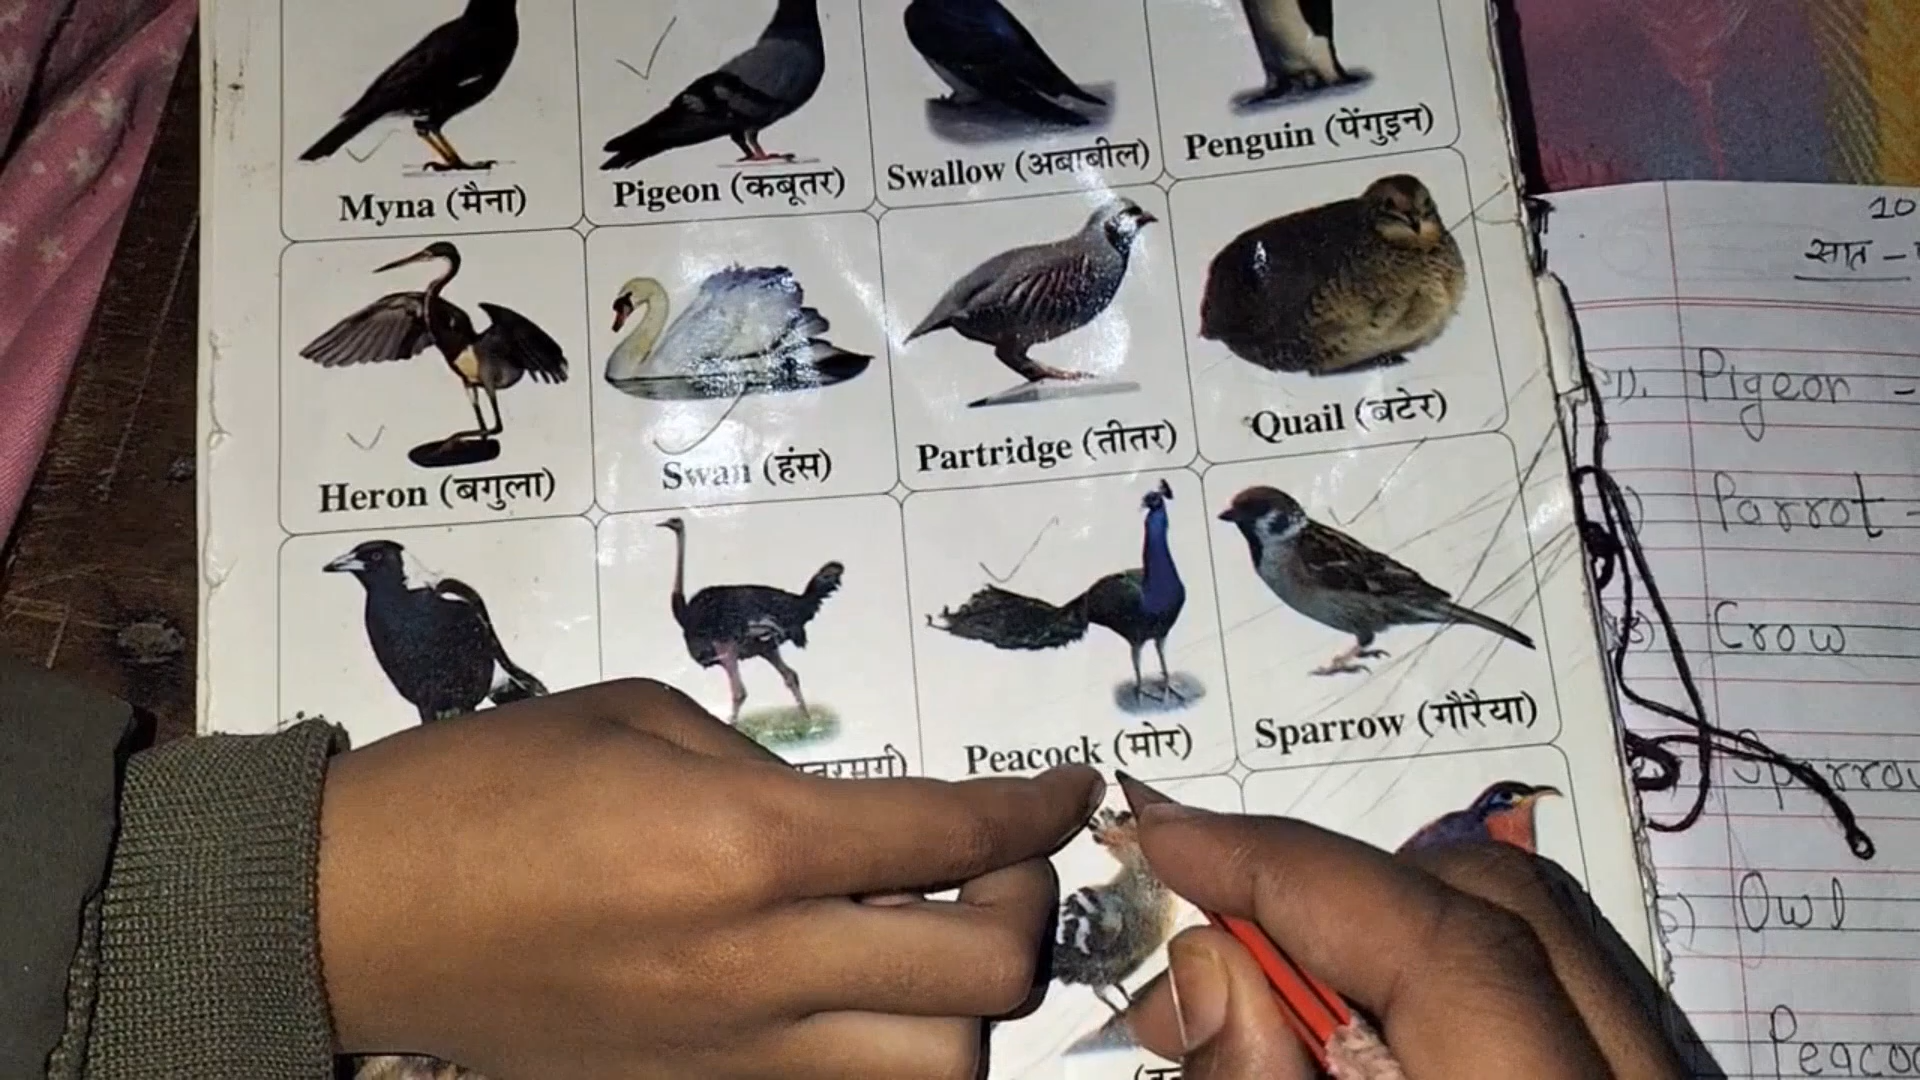 Myna (मैना)
Pigeon (कबूतर)
Swallow (अबाबील)
Penguin (पेंगुइन)
Heron (बगुला)
Swan (हंस)
Partridge (तीतर)
Quail (बटेर)
Peacock (मोर)
Sparrow (गौरैया)
10
सात -
Pigeon -
Parrot -
Crow
Owl